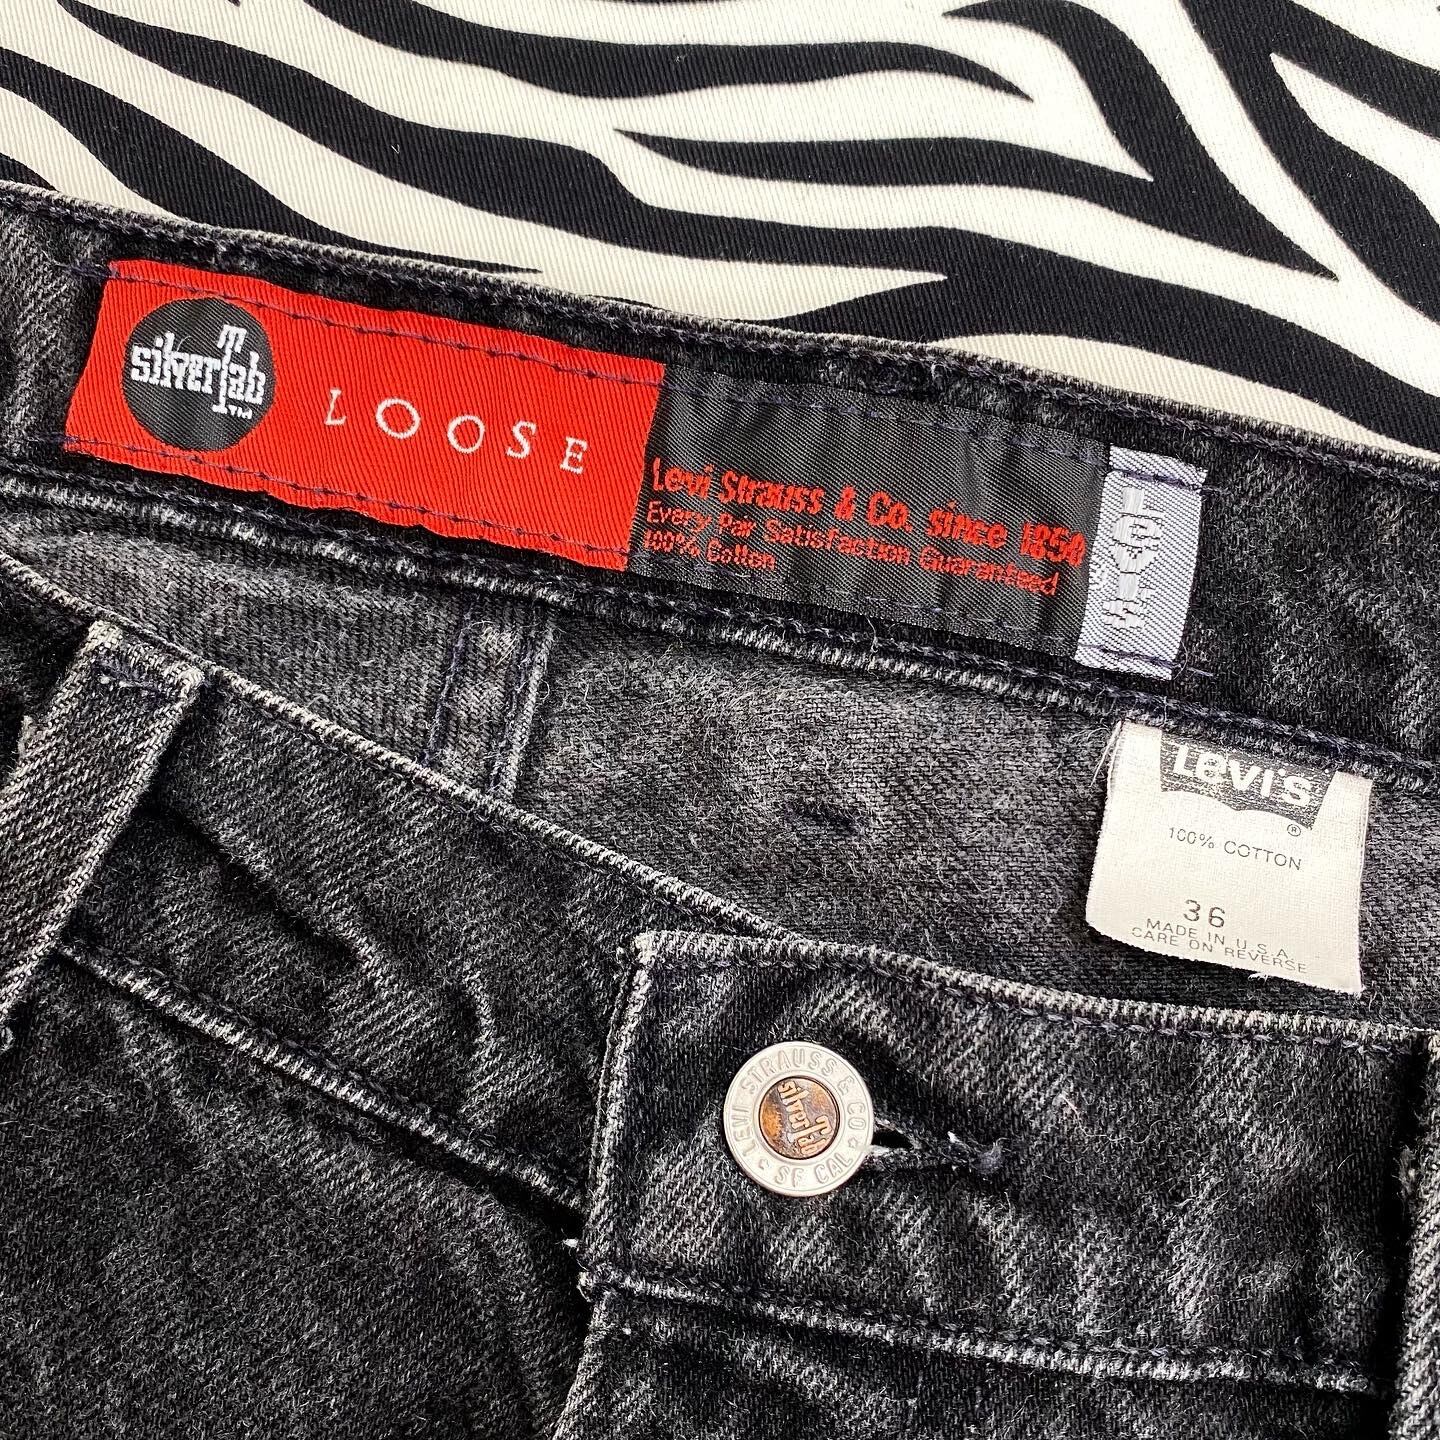 silverTab
TM
LOOSE
Levi Strauss & Co. since 1850
Every Pair Satisfaction Guaranteed
100% Cotton
LEVI'S
LEVI'S
®
100% COTTON
36
MADE IN U.S.A.
CARE ON REVERSE
LEVI STRAUSS & CO
SF CAL
silverTab